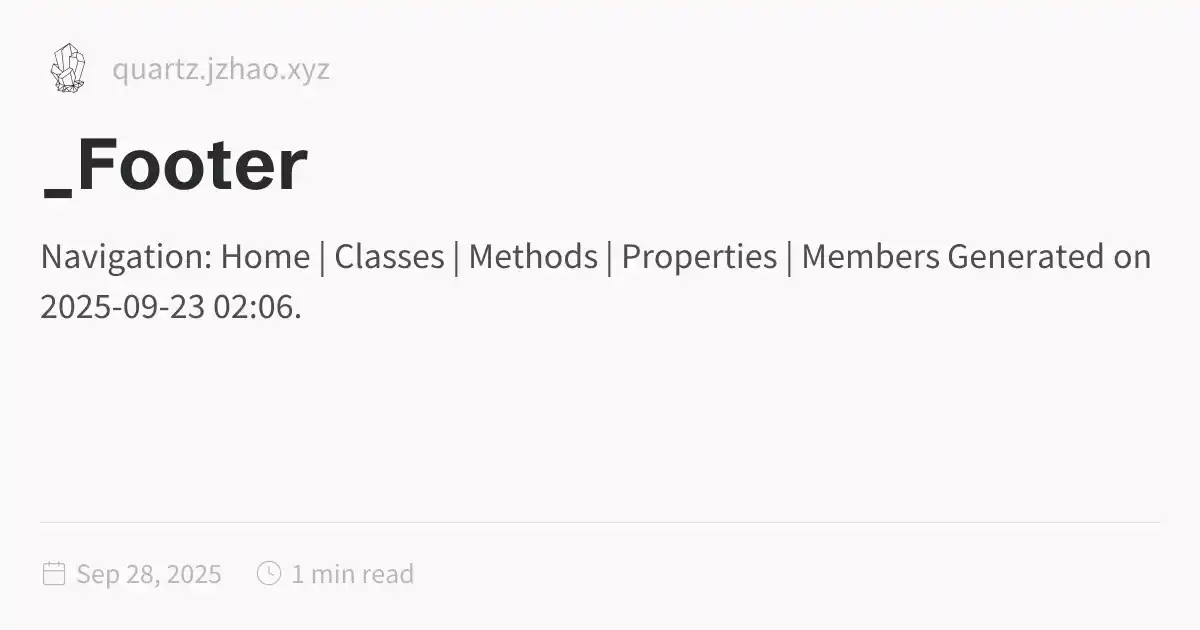 quartz.jzhao.xyz
_Footer
Navigation: Home | Classes | Methods | Properties | Members Generated on
2025-09-23 02:06.
Sep 28, 2025 1 min read